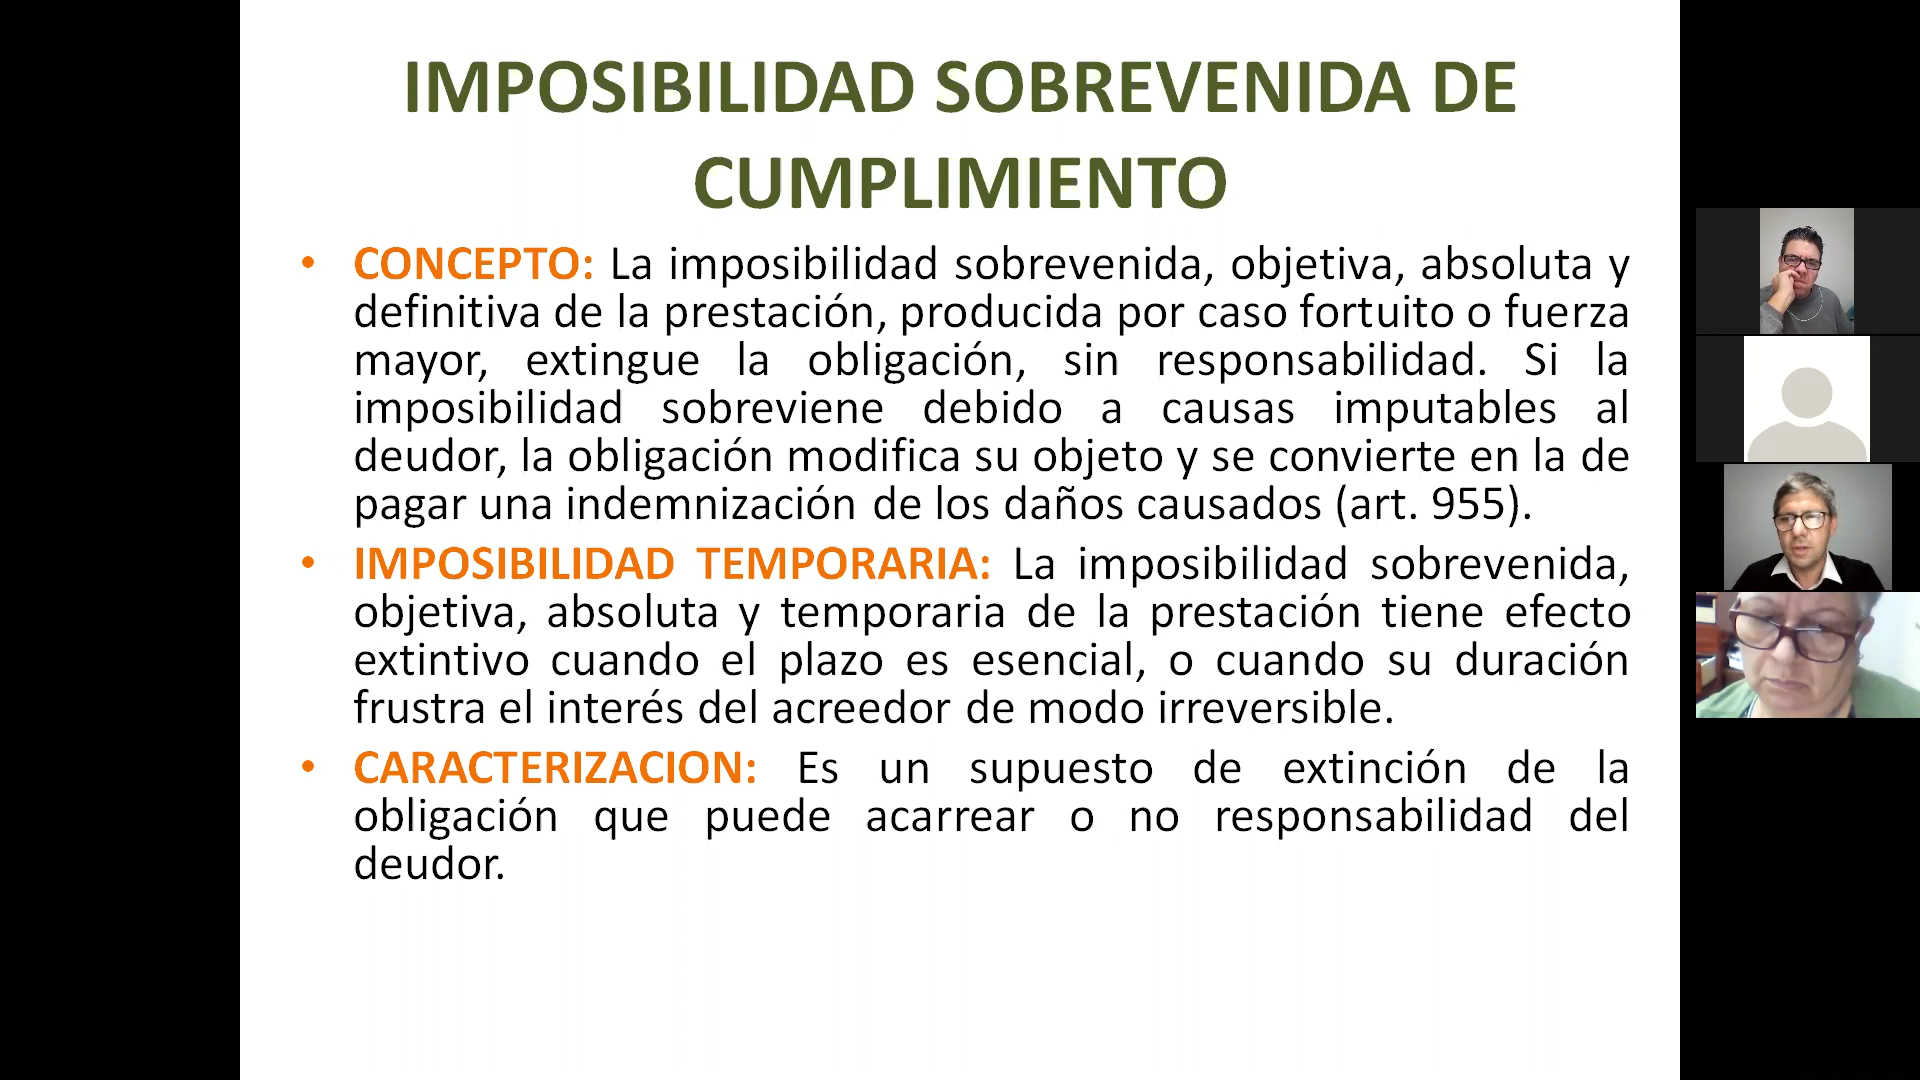 IMPOSIBILIDAD SOBREVENIDA DE
CUMPLIMIENTO
• CONCEPTO: La imposibilidad sobrevenida, objetiva, absoluta y
definitiva de la prestación, producida por caso fortuito o fuerza
mayor, extingue la obligación, sin responsabilidad. Si la
imposibilidad sobreviene debido a causas imputables al
deudor, la obligación modifica su objeto y se convierte en la de
pagar una indemnización de los daños causados (art. 955).
• IMPOSIBILIDAD TEMPORARIA: La imposibilidad sobrevenida,
objetiva, absoluta y temporaria de la prestación tiene efecto
extintivo cuando el plazo es esencial, o cuando su duración
frustra el interés del acreedor de modo irreversible.
• CARACTERIZACION: Es un supuesto de extinción de la
obligación que puede acarrear o no responsabilidad del
deudor.